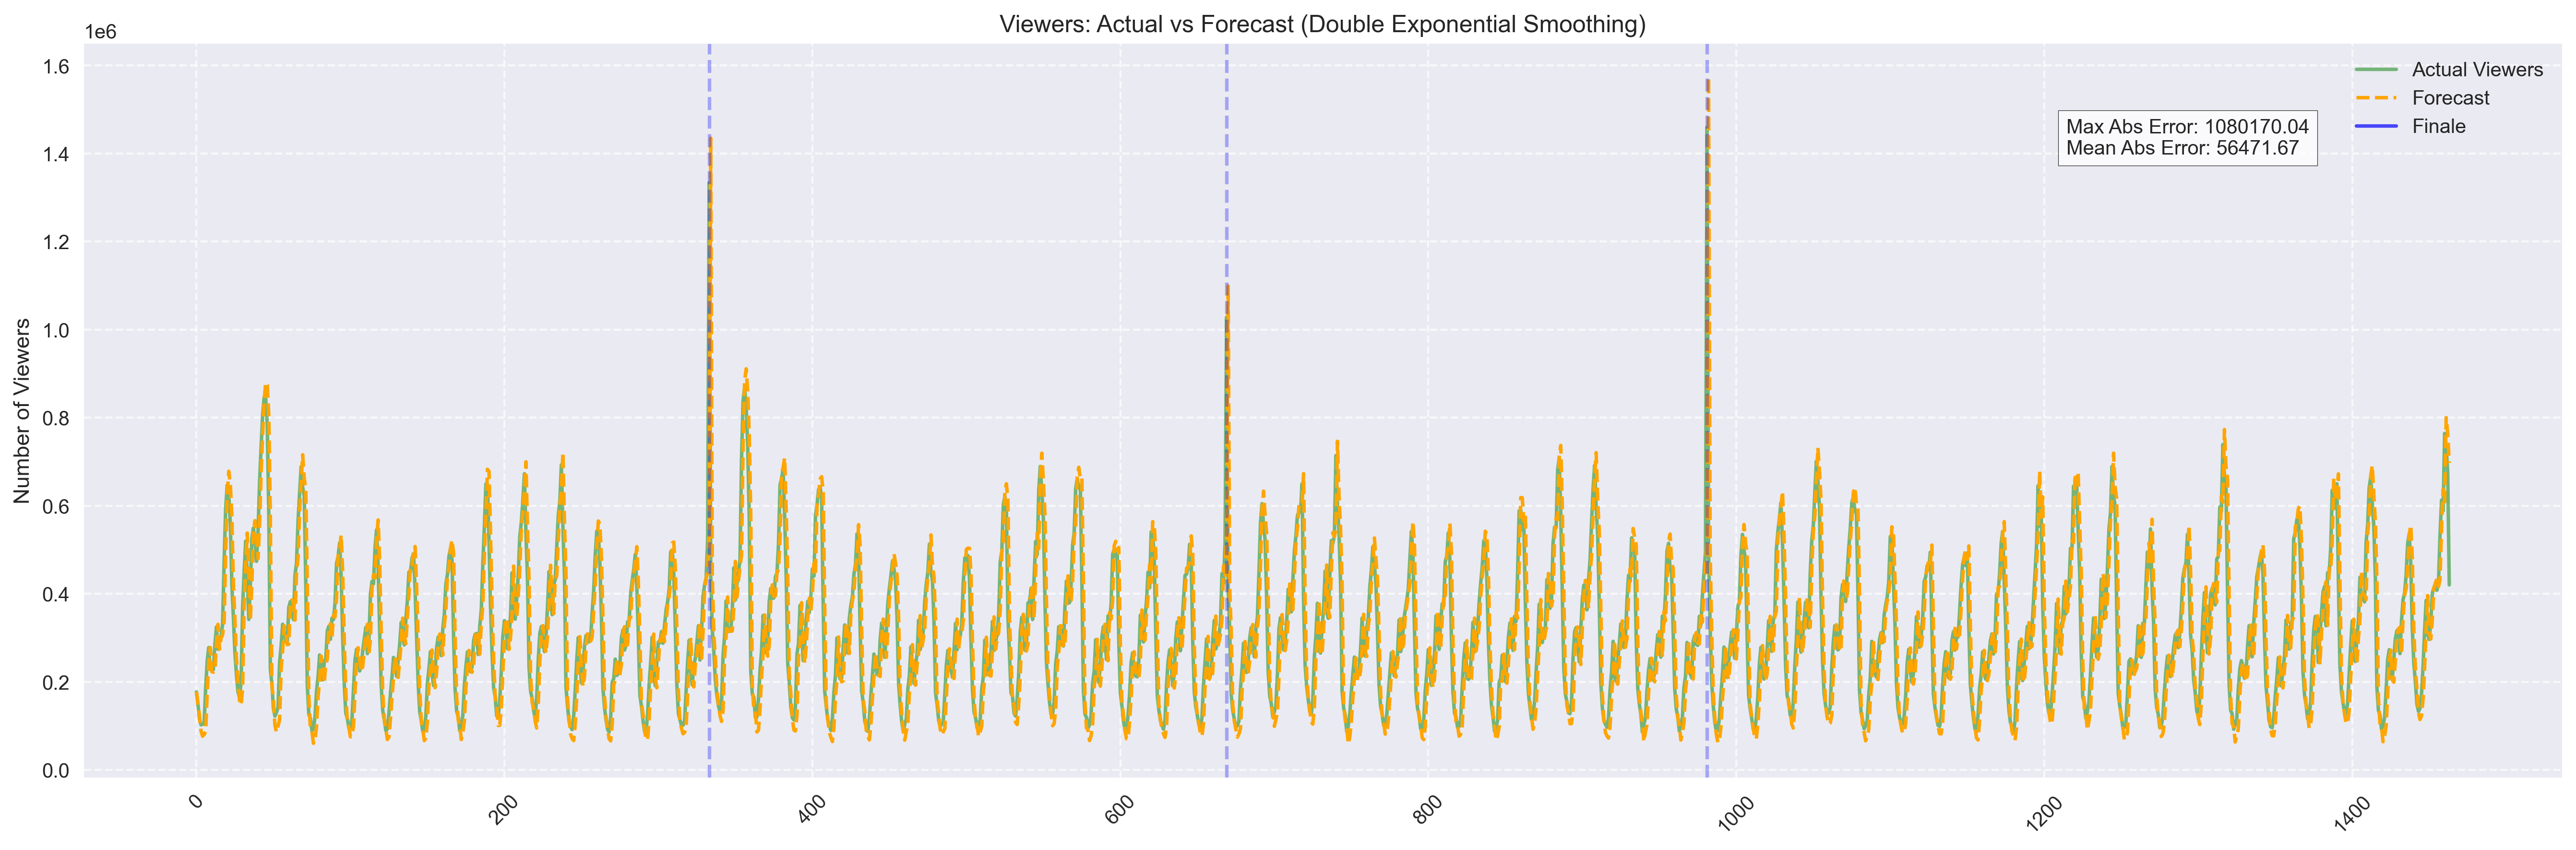 Viewers: Actual vs Forecast (Double Exponential Smoothing)
1e6
1.6
1.4
1.2
1.0
0.8
0.6
0.4
0.2
0.0
Number of Viewers
Actual Viewers
Forecast
Finale
Max Abs Error: 1080170.04
Mean Abs Error: 56471.67
0
200
400
600
800
1000
1200
1400